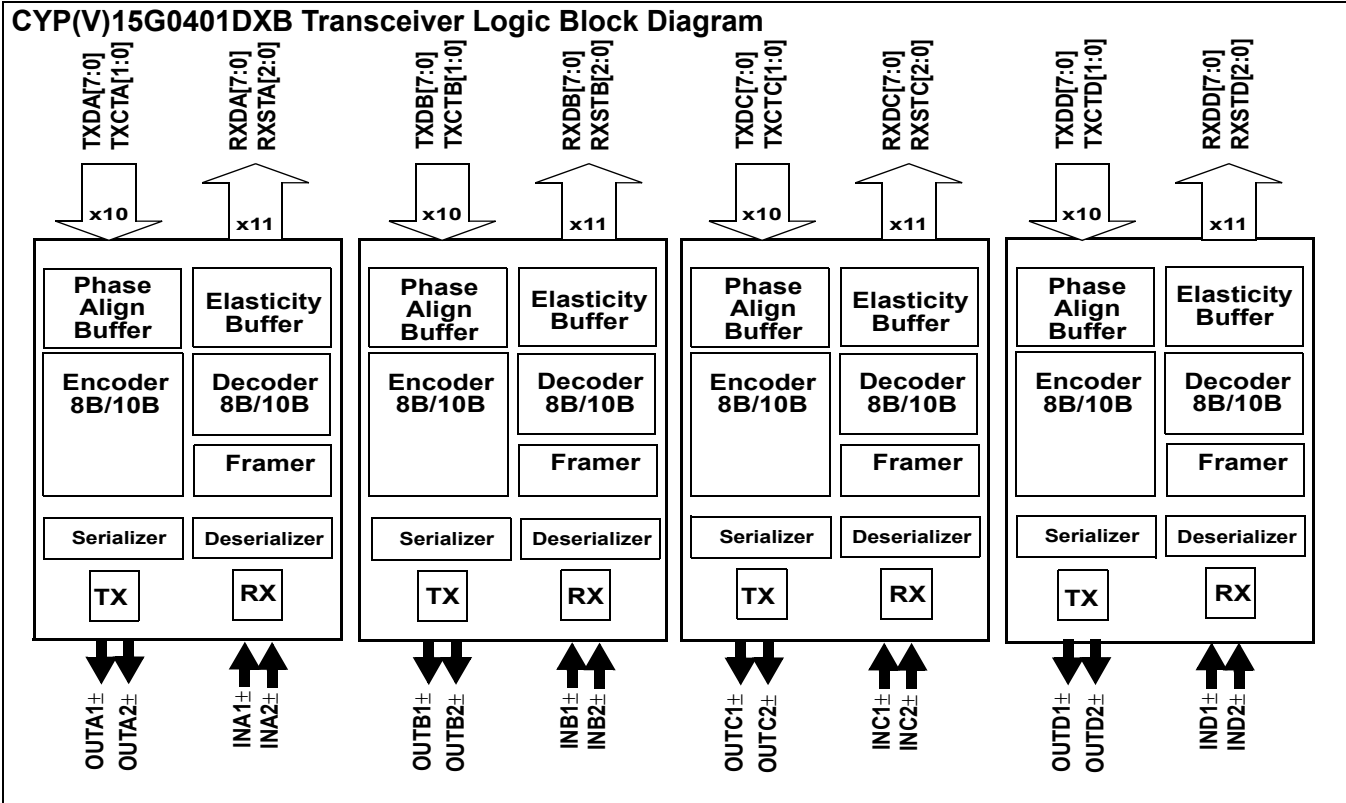 CYP(V)15G0401DXB Transceiver Logic Block Diagram
TXDA[7:0]
TXCTA[1:0]
RXDA[7:0]
RXSTA[2:0]
TXDB[7:0]
TXCTB[1:0]
RXDB[7:0]
RXSTB[2:0]
TXDC[7:0]
TXCTC[1:0]
RXDC[7:0]
RXSTC[2:0]
TXDD[7:0]
TXCTD[1:0]
RXDD[7:0]
RXSTD[2:0]
x10
x11
x10
x11
x10
x11
x10
x11
Phase
Align
Buffer
Elasticity
Buffer
Encoder
8B/10B
Decoder
8B/10B
Framer
Serializer
Deserializer
TX
RX
Phase
Align
Buffer
Elasticity
Buffer
Encoder
8B/10B
Decoder
8B/10B
Framer
Serializer
Deserializer
TX
RX
Phase
Align
Buffer
Elasticity
Buffer
Encoder
8B/10B
Decoder
8B/10B
Framer
Serializer
Deserializer
TX
RX
Phase
Align
Buffer
Elasticity
Buffer
Encoder
8B/10B
Decoder
8B/10B
Framer
Serializer
Deserializer
TX
RX
OUTA1±
OUTA2±
INA1±
INA2±
OUTB1±
OUTB2±
INB1±
INB2±
OUTC1±
OUTC2±
INC1±
INC2±
OUTD1±
OUTD2±
IND1±
IND2±